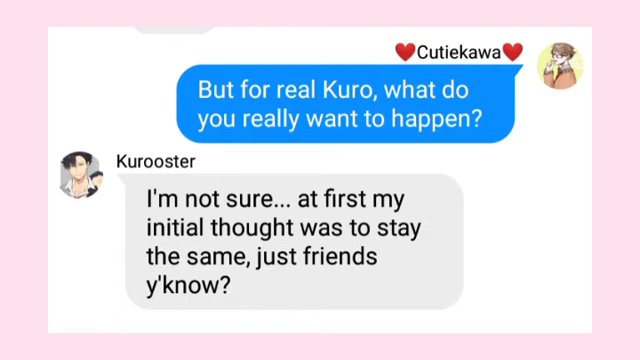 ❤️Cutiekawa❤️
But for real Kuro, what do
you really want to happen?
Kurooster
I'm not sure... at first my
initial thought was to stay
the same, just friends
y'know?